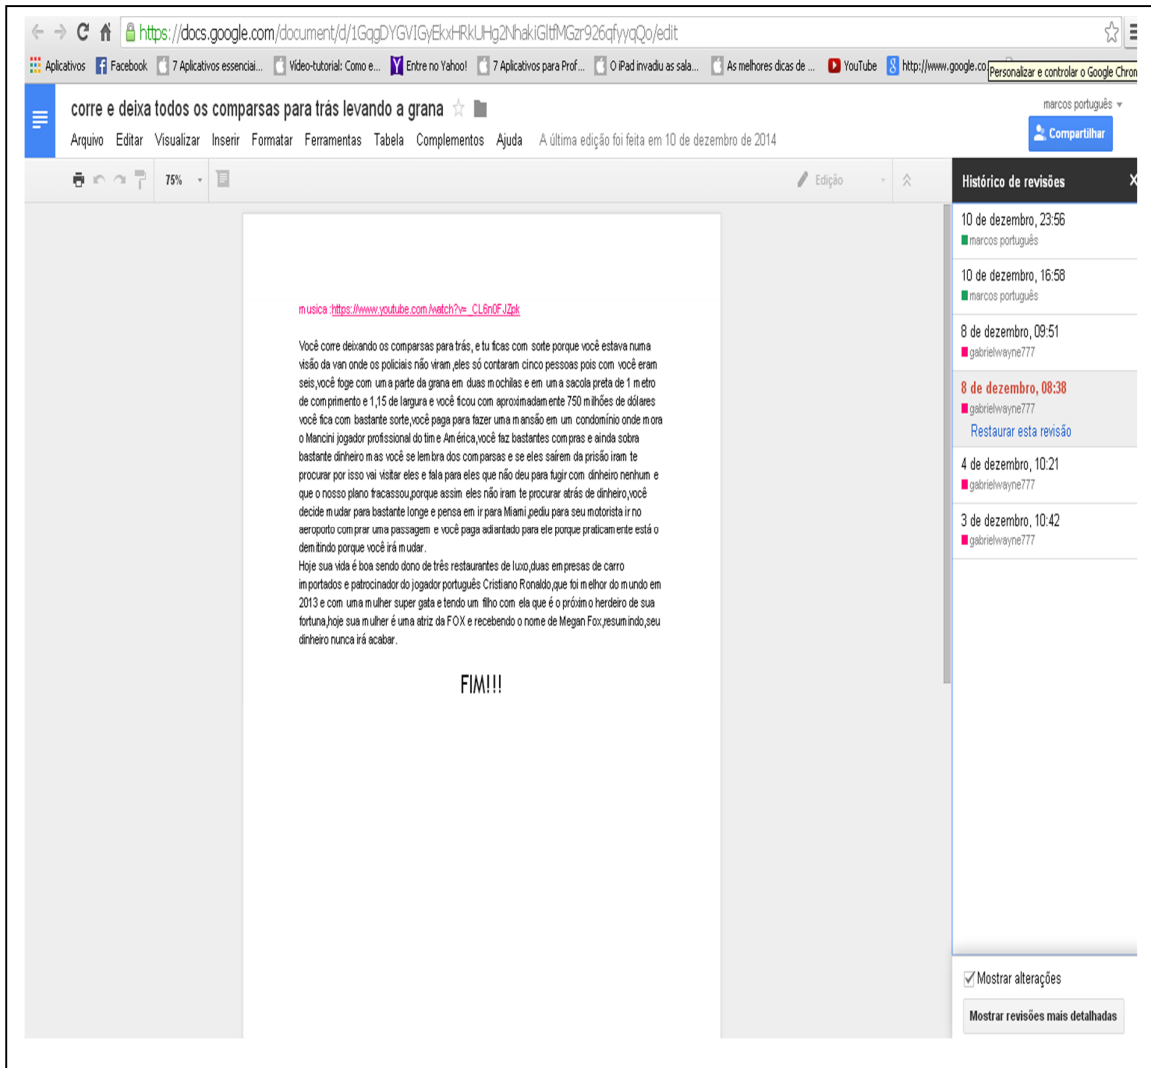 https://docs.google.com/document/d/1GqgDYGVIGyEkxHRkUHg2NhakiGltfMGzr926qfyyqQo/edit
Aplicativos Facebook 7 Aplicativos essenciai... Vídeo-tutorial: Como e... Entre no Yahoo! 7 Aplicativos para Prof... O iPad invadiu as sala... As melhores dicas de ... YouTube http://www.google.co
Personalizar e controlar o Google Chron
corre e deixa todos os comparsas para trás levando a grana
marcos português
Arquivo Editar Visualizar Inserir Formatar Ferramentas Tabela Complementos Ajuda A última edição foi feita em 10 de dezembro de 2014
Compartilhar
75%
Edição
Histórico de revisões
musica :https://www.youtube.com/watch?v=_CL6n0FJZpk
Você corre deixando os comparsas para trás, e tu ficas com sorte porque você estava numa
visão da van onde os policiais não viram,eles só contaram cinco pessoas pois com você eram
seis,você foge com uma parte da grana em duas mochilas e em uma sacola preta de 1 metro
de comprimento e 1,15 de largura e você ficou com aproximadamente 750 milhões de dólares
você fica com bastante sorte,você paga para fazer uma mansão em um condomínio onde mora
o Mancini jogador profissional do time América,você faz bastantes compras e ainda sobra
bastante dinheiro mas você se lembra dos comparsas e se eles saírem da prisão iram te
procurar por isso vai visitar eles e fala para eles que não deu para fugir com dinheiro nenhum e
que o nosso plano fracassou,porque assim eles não iram te procurar atrás de dinheiro,você
decide mudar para bastante longe e pensa em ir para Miami,pediu para seu motorista ir no
aeroporto comprar uma passagem e você paga adiantado para ele porque praticamente está o
demitindo porque você irá mudar.
Hoje sua vida é boa sendo dono de três restaurantes de luxo,duas empresas de carro
importados e patrocinador do jogador português Cristiano Ronaldo,que foi melhor do mundo em
2013 e com uma mulher super gata e tendo um filho com ela que é o próximo herdeiro de sua
fortuna,hoje sua mulher é uma atriz da FOX e recebendo o nome de Megan Fox,resumindo,seu
dinheiro nunca irá acabar.
FIM!!!
10 de dezembro, 23:56
marcos português
10 de dezembro, 16:58
marcos português
8 de dezembro, 09:51
gabrielwayne777
8 de dezembro, 08:38
gabrielwayne777
Restaurar esta revisão
4 de dezembro, 10:21
gabrielwayne777
3 de dezembro, 10:42
gabrielwayne777
Mostrar alterações
Mostrar revisões mais detalhadas